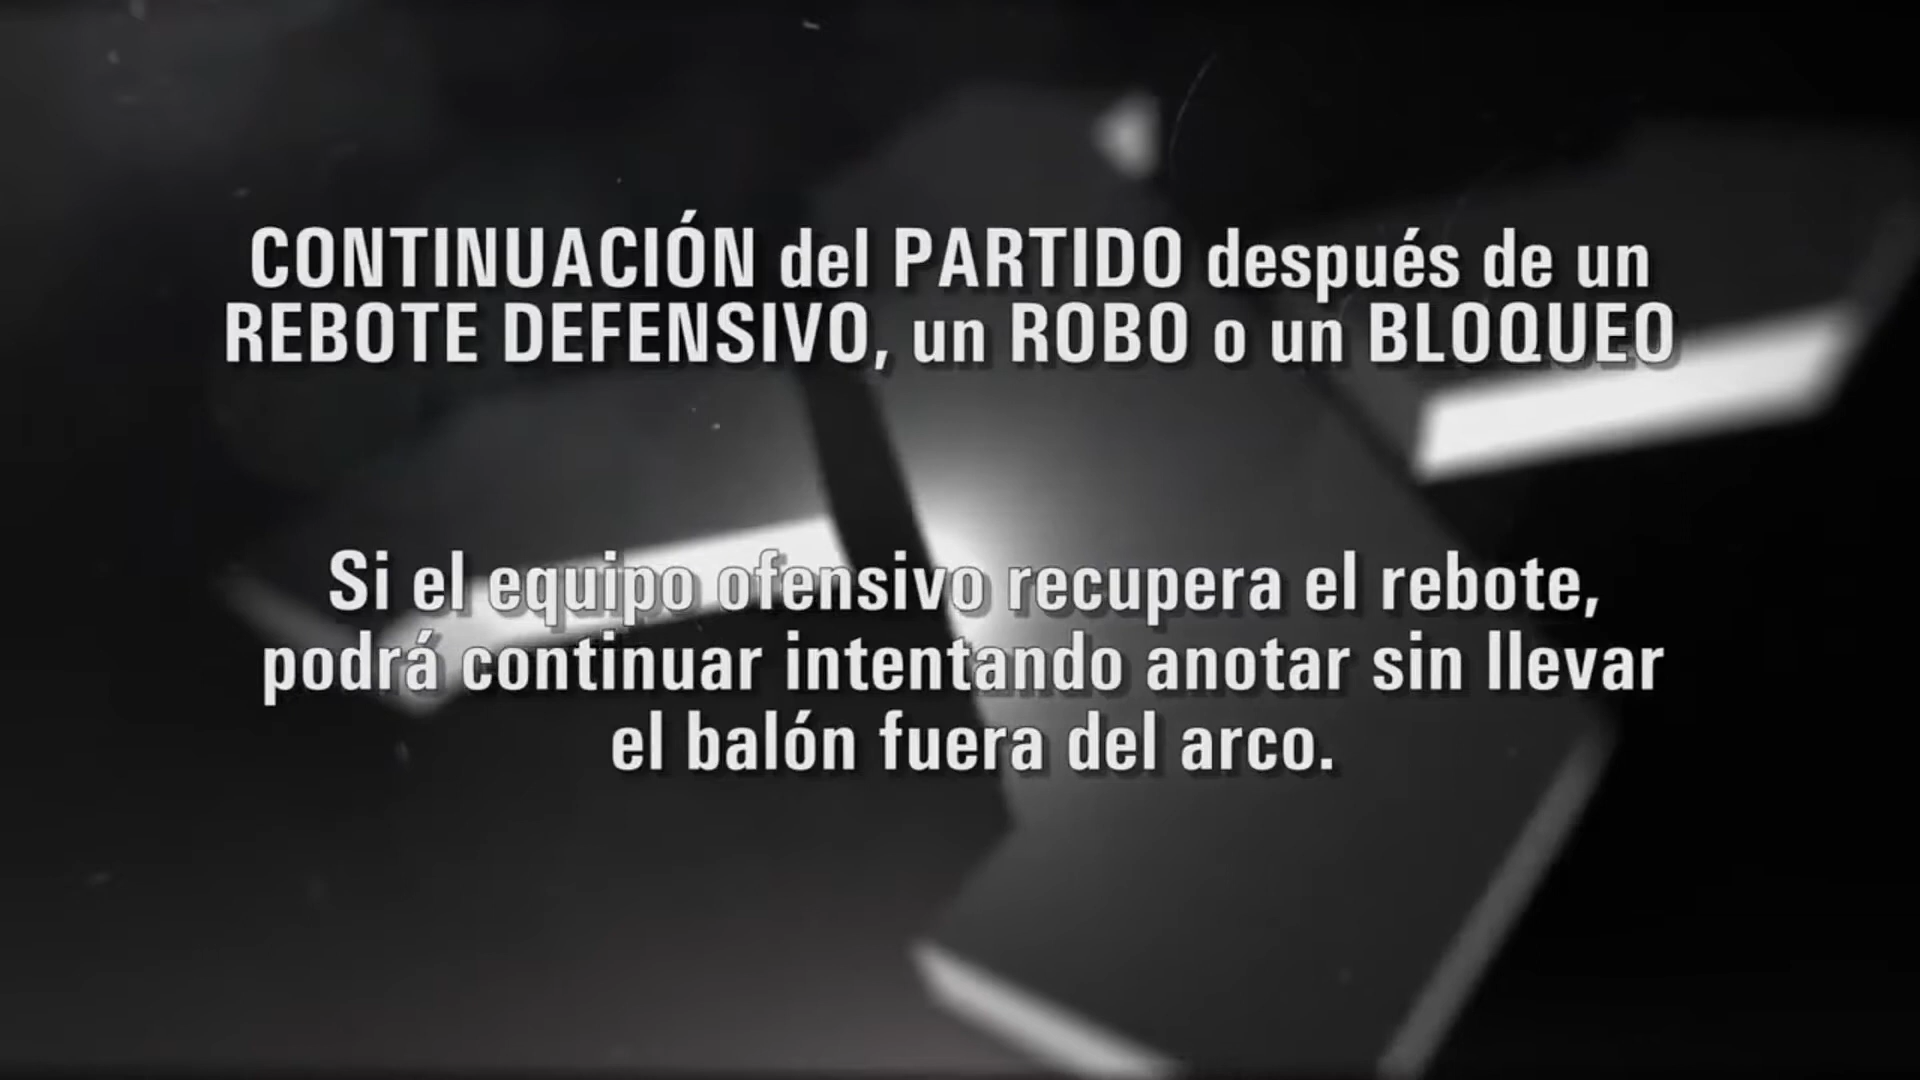 CONTINUACIÓN del PARTIDO después de un
REBOTE DEFENSIVO, un ROBO o un BLOQUEO
Si el equipo ofensivo recupera el rebote,
podrá continuar intentando anotar sin llevar
el balón fuera del arco.